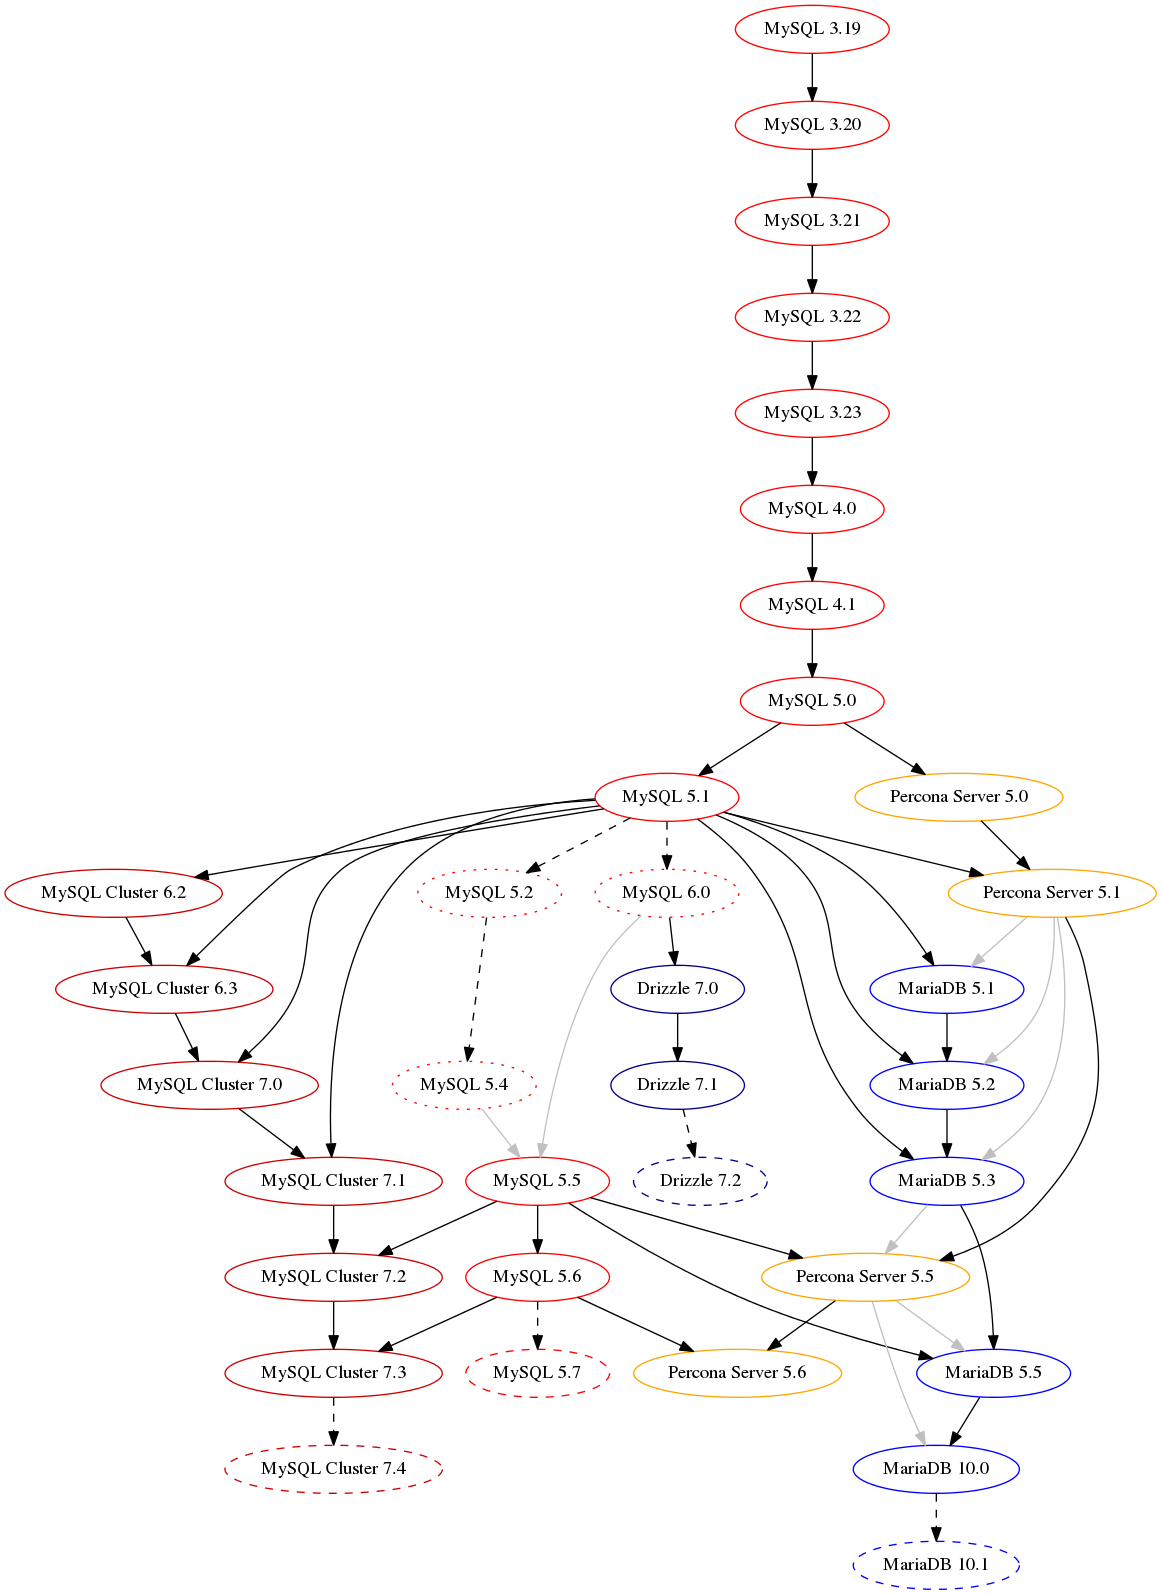 MySQL 3.19
MySQL 3.20
MySQL 3.21
MySQL 3.22
MySQL 3.23
MySQL 4.0
MySQL 4.1
MySQL 5.0
MySQL 5.1
Percona Server 5.0
MySQL Cluster 6.2
MySQL 5.2
MySQL 6.0
Percona Server 5.1
MySQL Cluster 6.3
Drizzle 7.0
MariaDB 5.1
MySQL Cluster 7.0
MySQL 5.4
Drizzle 7.1
MariaDB 5.2
MySQL Cluster 7.1
MySQL 5.5
Drizzle 7.2
MariaDB 5.3
MySQL Cluster 7.2
MySQL 5.6
Percona Server 5.5
MySQL Cluster 7.3
MySQL 5.7
Percona Server 5.6
MariaDB 5.5
MySQL Cluster 7.4
MariaDB 10.0
MariaDB 10.1